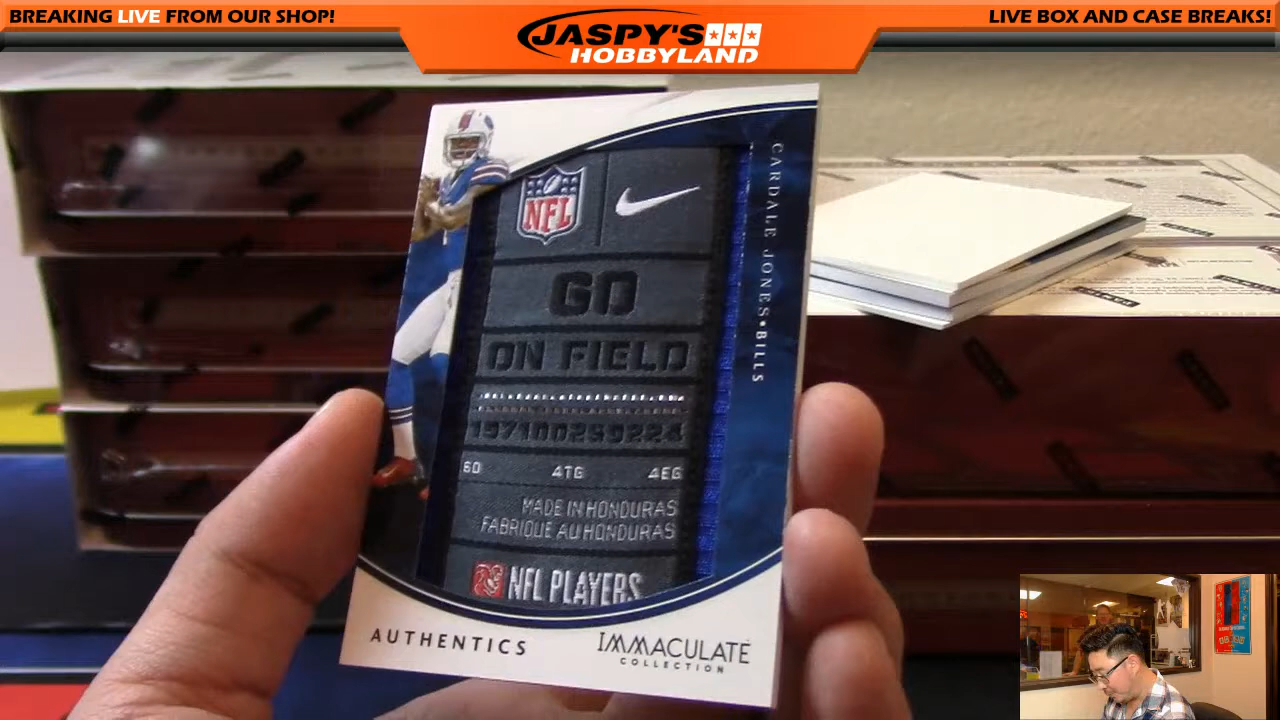 BREAKING LIVE FROM OUR SHOP!
JASPY'S
HOBBYLAND
LIVE BOX AND CASE BREAKS!
CARDALE JONES•BILLS
NFL
60
ON FIELD
60 4TG 4EG
MADE IN HONDURAS
FABRIQUE AU HONDURAS
NFL PLAYERS
AUTHENTICS
IMMACULATE
COLLECTION